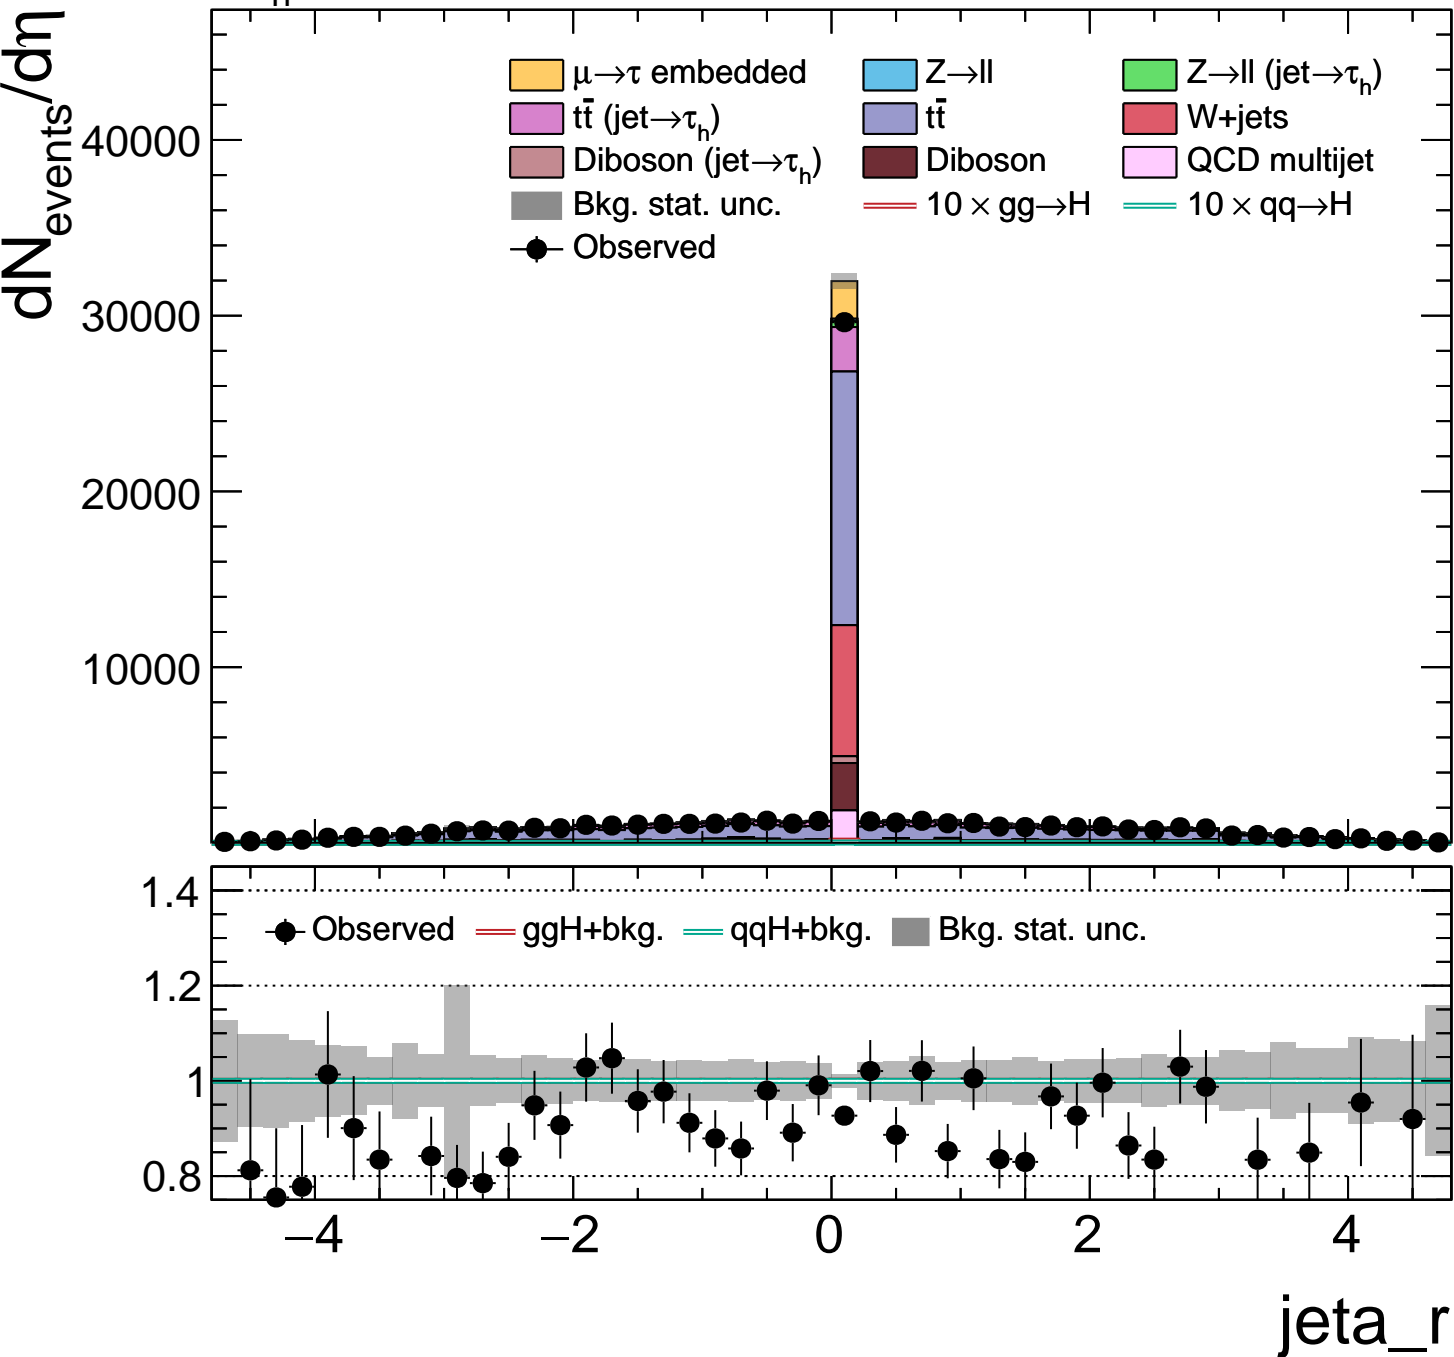 dN_events/dη
40000
30000
20000
10000
μ→τ embedded
Z→ll
Z→ll (jet→τ_h)
tt̄ (jet→τ_h)
tt̄
W+jets
Diboson (jet→τ_h)
Diboson
QCD multijet
Bkg. stat. unc.
10 × gg→H
10 × qq→H
Observed
1.4
1.2
1
0.8
Observed
ggH+bkg.
qqH+bkg.
Bkg. stat. unc.
−4 −2 0 2 4
jeta_r